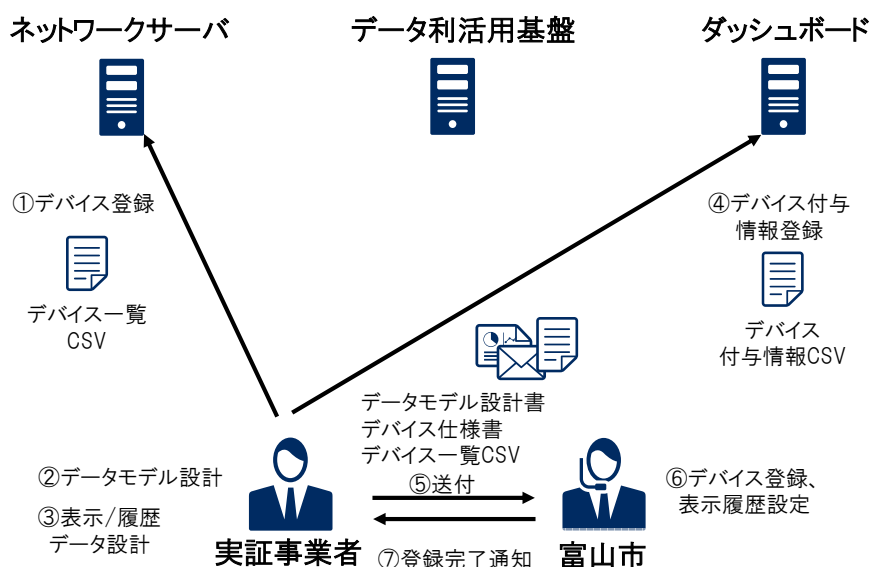 ネットワークサーバ
データ利活用基盤
ダッシュボード
①デバイス登録
デバイス一覧
CSV
④デバイス付与
情報登録
デバイス
付与情報CSV
データモデル設計書
デバイス仕様書
デバイス一覧CSV
②データモデル設計
③表示/履歴
データ設計
⑤送付
⑥デバイス登録、
表示履歴設定
実証事業者
⑦登録完了通知
富山市